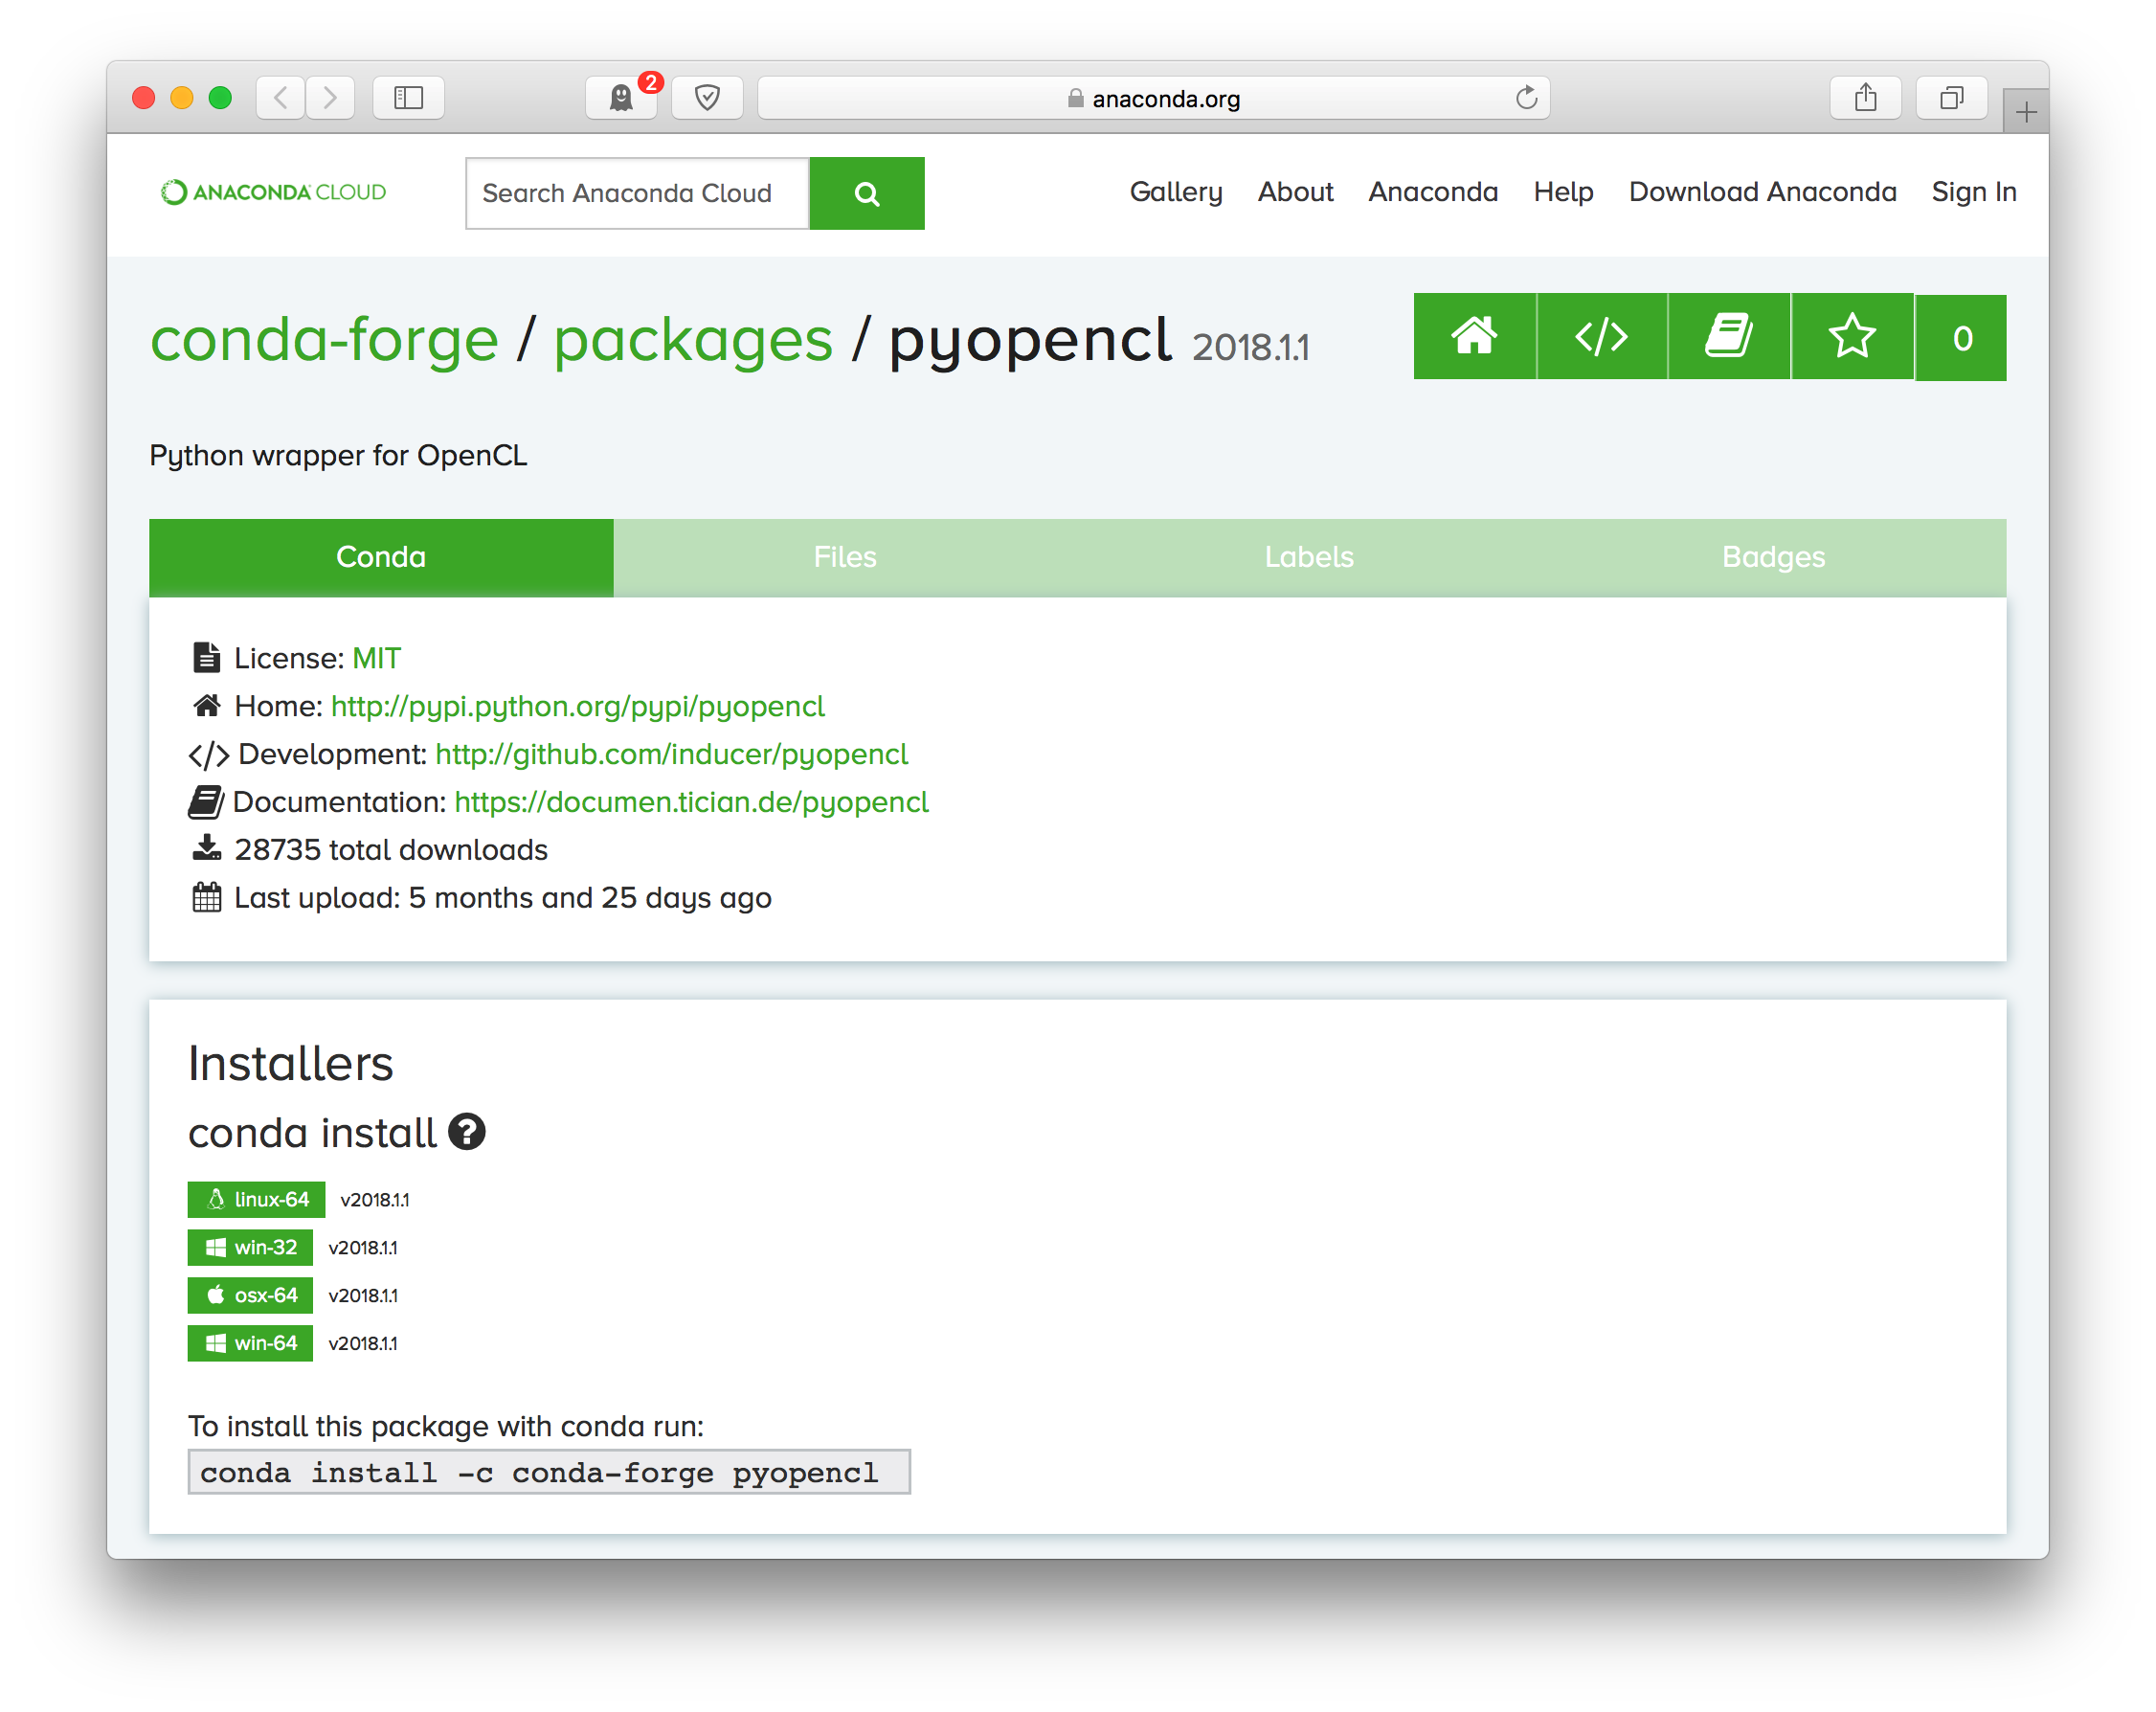 2
anaconda.org
ANACONDA CLOUD
Search Anaconda Cloud
Gallery About Anaconda Help Download Anaconda Sign In
conda-forge / packages / pyopencl 2018.1.1
0
Python wrapper for OpenCL
Conda Files Labels Badges
License: MIT
Home: http://pypi.python.org/pypi/pyopencl
</> Development: http://github.com/inducer/pyopencl
Documentation: https://documen.tician.de/pyopencl
28735 total downloads
Last upload: 5 months and 25 days ago
Installers
conda install ?
linux-64 v2018.1.1
win-32 v2018.1.1
osx-64 v2018.1.1
win-64 v2018.1.1
To install this package with conda run:
conda install -c conda-forge pyopencl